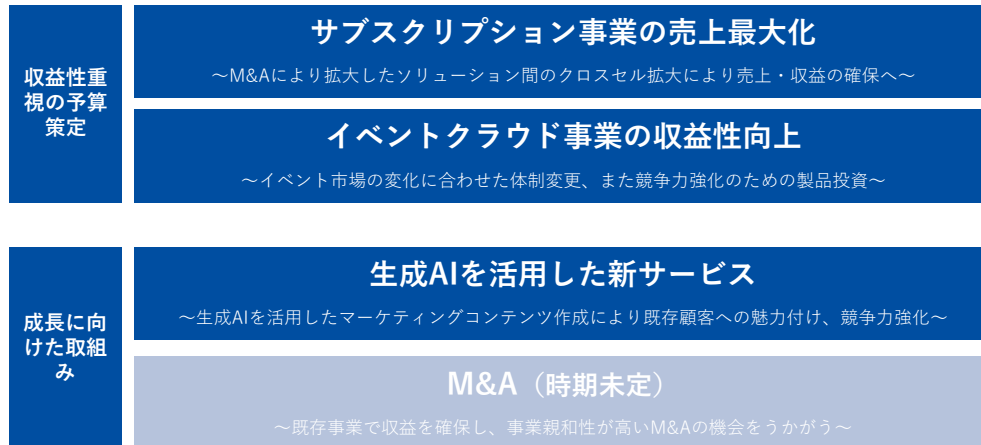 収益性重
視の予算
策定
サブスクリプション事業の売上最大化
～M&Aにより拡大したソリューション間のクロスセル拡大により売上・収益の確保へ～
イベントクラウド事業の収益性向上
～イベント市場の変化に合わせた体制変更、また競争力強化のための製品投資～
成長に向
けた取組
み
生成AIを活用した新サービス
～生成AIを活用したマーケティングコンテンツ作成により既存顧客への魅力付け、競争力強化～
M&A（時期未定）
～既存事業で収益を確保し、事業親和性が高いM&Aの機会をうかがう～